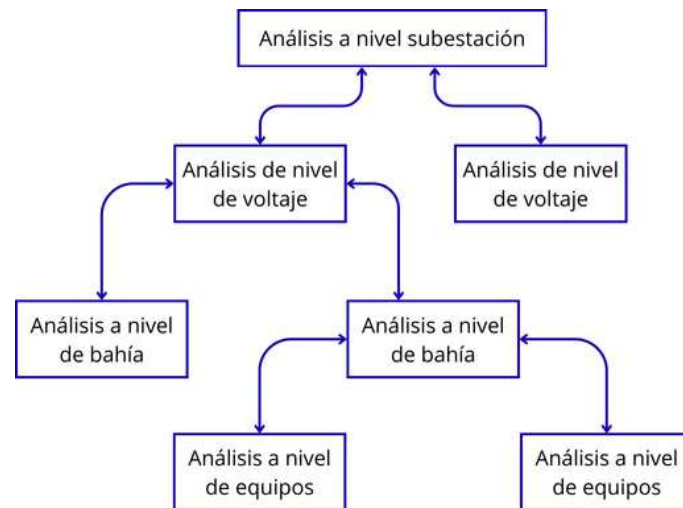 Análisis a nivel subestación
Análisis de nivel
de voltaje
Análisis de nivel
de voltaje
Análisis a nivel
de bahía
Análisis a nivel
de bahía
Análisis a nivel
de equipos
Análisis a nivel
de equipos